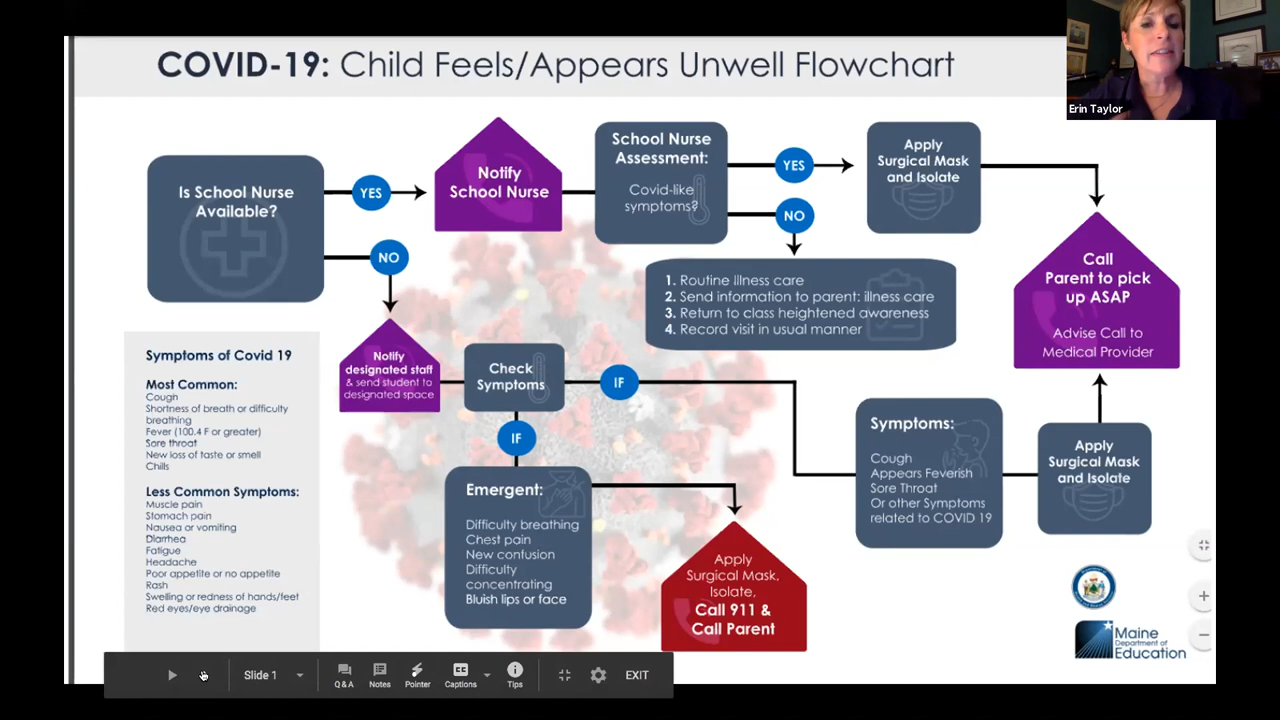 COVID-19: Child Feels/Appears Unwell Flowchart
Erin Taylor
Is School Nurse
Available?
YES
NO
Notify
School Nurse
School Nurse
Assessment:
Covid-like
symptoms?
YES
NO
Apply
Surgical Mask
and Isolate
Call
Parent to pick
up ASAP
Advise Call to
Medical Provider
1. Routine illness care
2. Send information to parent: illness care
3. Return to class heightened awareness
4. Record visit in usual manner
Notify
designated staff
& send student to
designated space
Check
Symptoms
IF
IF
Emergent:
Difficulty breathing
Chest pain
New confusion
Difficulty
concentrating
Bluish lips or face
Apply
Surgical Mask,
Isolate,
Call 911 &
Call Parent
Symptoms:
Cough
Appears Feverish
Sore Throat
Or other Symptoms
related to COVID 19
Apply
Surgical Mask
and Isolate
Symptoms of Covid 19
Most Common:
Cough
Shortness of breath or difficulty
breathing
Fever (100.4 F or greater)
Sore throat
New loss of taste or smell
Chills
Less Common Symptoms:
Muscle pain
Stomach pain
Nausea or vomiting
Diarrhea
Fatigue
Headache
Poor appetite or no appetite
Rash
Swelling or redness of hands/feet
Red eyes/eye drainage
Maine
Department of
Education
Slide 1
Q&A
Notes
Pointer
CC
Captions
Tips
EXIT